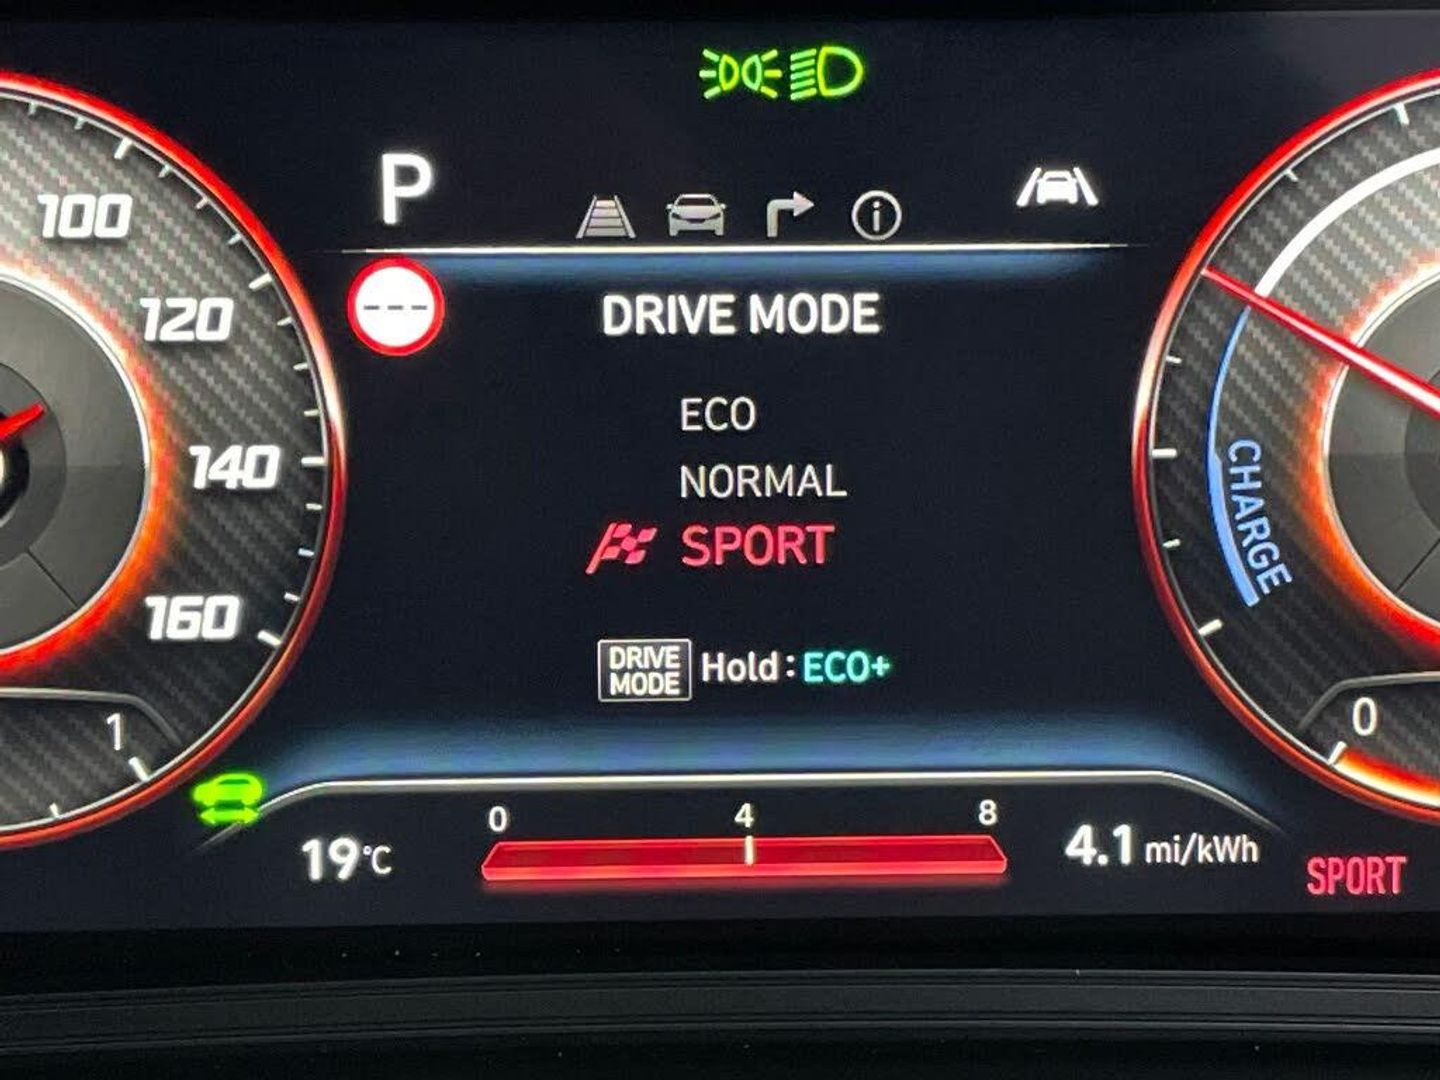 P
DRIVE MODE
ECO
NORMAL
SPORT
DRIVE MODE Hold : ECO+
100
120
140
160
1
CHARGE
0
19°C
0 4 8
4.1 mi/kWh
SPORT